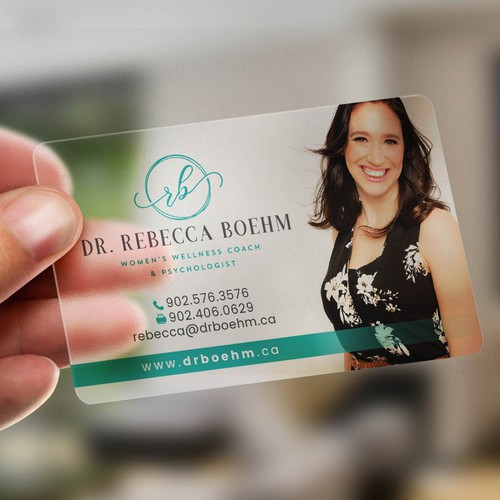 rb
DR. REBECCA BOEHM
WOMEN'S WELLNESS COACH
& PSYCHOLOGIST
902.576.3576
902.406.0629
rebecca@drboehm.ca
www.drboehm.ca